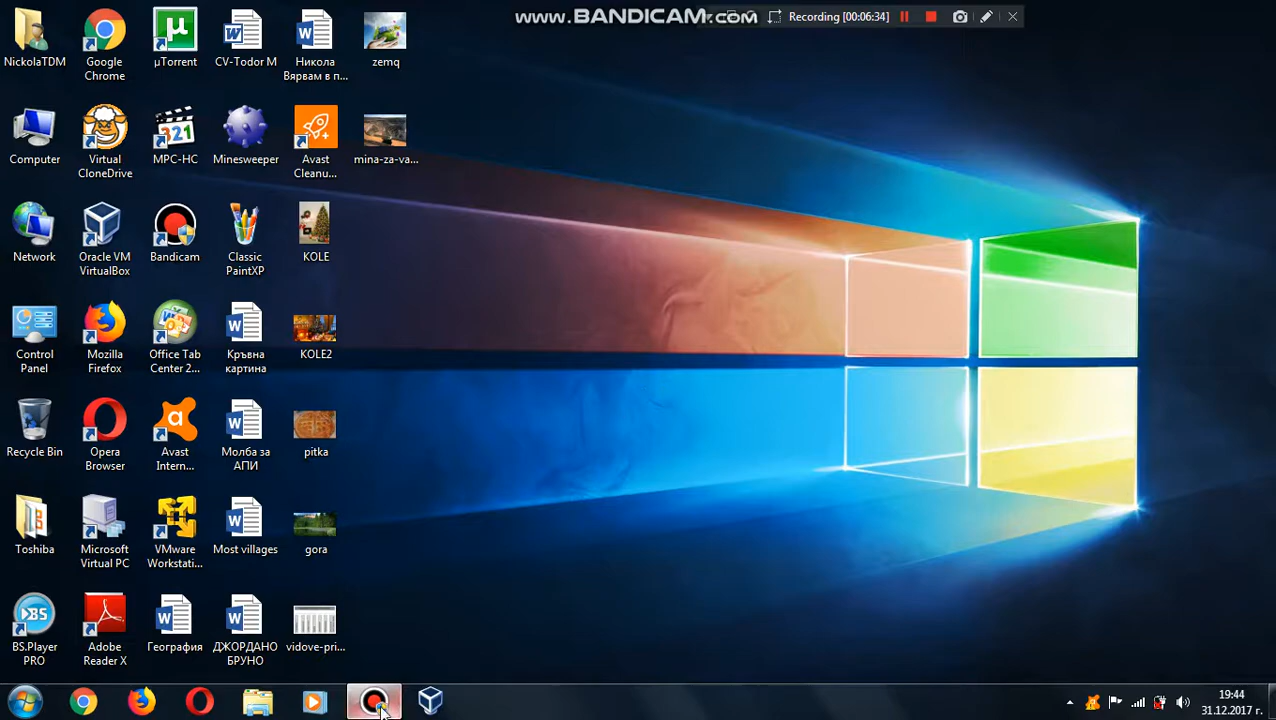 www.BANDICAM.com
Recording
NickolaTDM
Google
Chrome
µTorrent
CV-Todor M
Никола
Вярвам в п...
zemq
Computer
Virtual
CloneDrive
MPC-HC
Minesweeper
Avast
Cleanu...
mina-za-va...
Network
Oracle VM
VirtualBox
Bandicam
Classic
PaintXP
KOLE
Control
Panel
Mozilla
Firefox
Office Tab
Center 2...
Кръвна
картина
KOLE2
Recycle Bin
Opera
Browser
Avast
Intern...
Молба за
АПИ
pitka
Toshiba
Microsoft
Virtual PC
VMware
Workstati...
Most villages
gora
BS.Player
PRO
Adobe
Reader X
География
ДЖОРДАНО
БРУНО
vidove-pri...
19:44
31.12.2017 г.